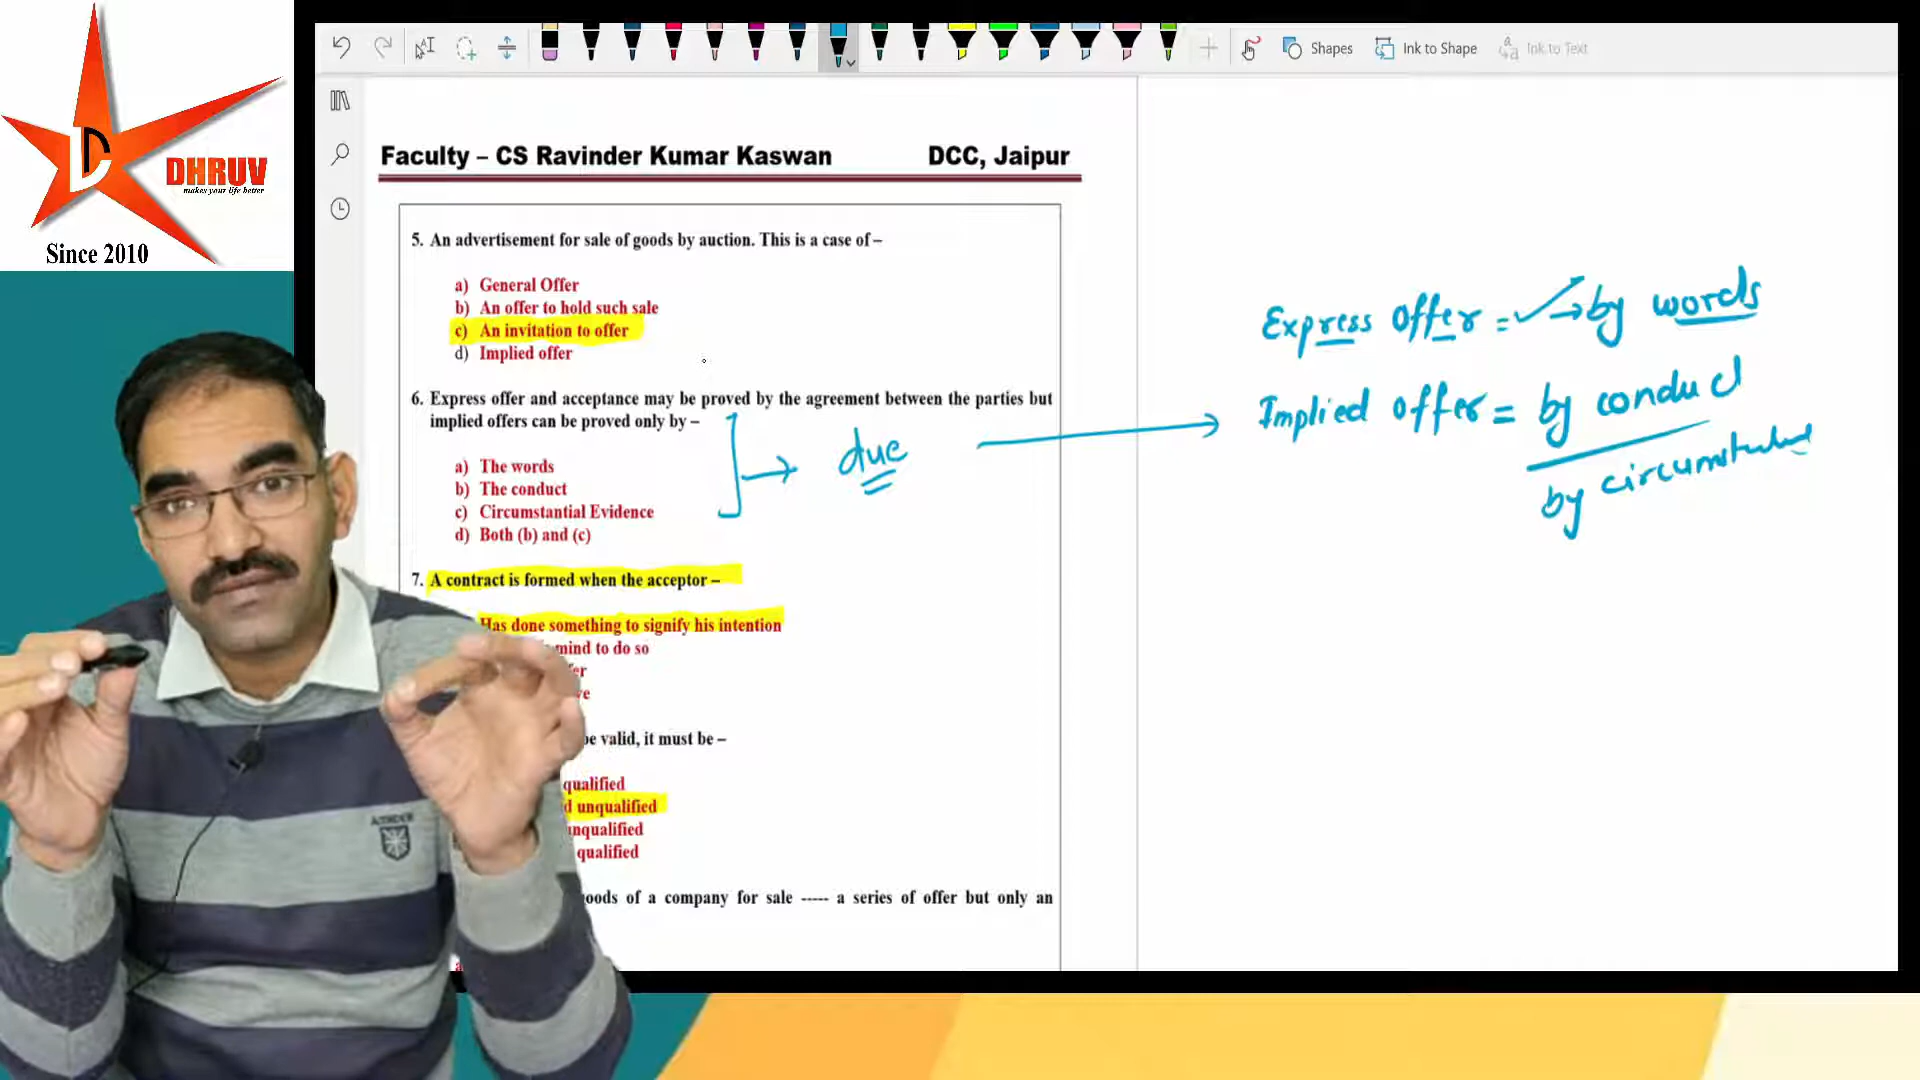 Shapes
Ink to Shape
Ink to Text
DC
DHRUV
makes your life better
Since 2010
Faculty – CS Ravinder Kumar Kaswan DCC, Jaipur
5. An advertisement for sale of goods by auction. This is a case of –
a) General Offer
b) An offer to hold such sale
c) An invitation to offer
d) Implied offer
6. Express offer and acceptance may be proved by the agreement between the parties but
implied offers can be proved only by –
a) The words
b) The conduct
c) Circumstantial Evidence
d) Both (b) and (c)
due
7. A contract is formed when the acceptor –
Has done something to signify his intention
mind to do so
be valid, it must be –
qualified
unqualified
unqualified
qualified
goods of a company for sale ----- a series of offer but only an
Express offer = → by words
Implied offer = by conduct
by